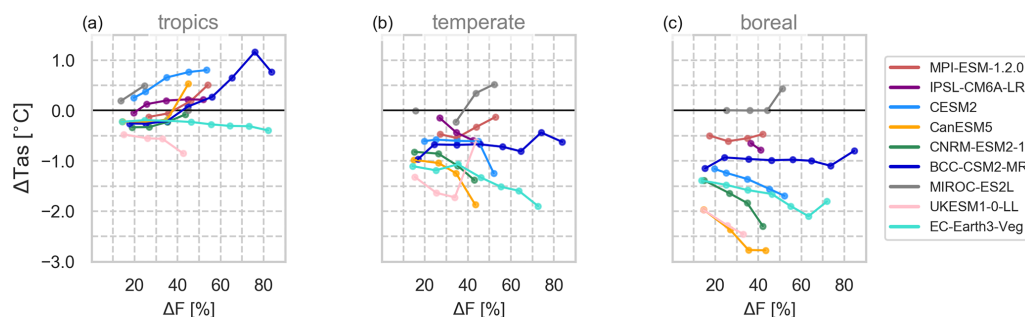 (a) tropics
(b) temperate
(c) boreal
ΔTas [°C]
1.0
0.0
−1.0
−2.0
−3.0
20 40 60 80
20 40 60 80
20 40 60 80
ΔF [%]
ΔF [%]
ΔF [%]
MPI-ESM-1.2.0
IPSL-CM6A-LR
CESM2
CanESM5
CNRM-ESM2-1
BCC-CSM2-MR
MIROC-ES2L
UKESM1-0-LL
EC-Earth3-Veg